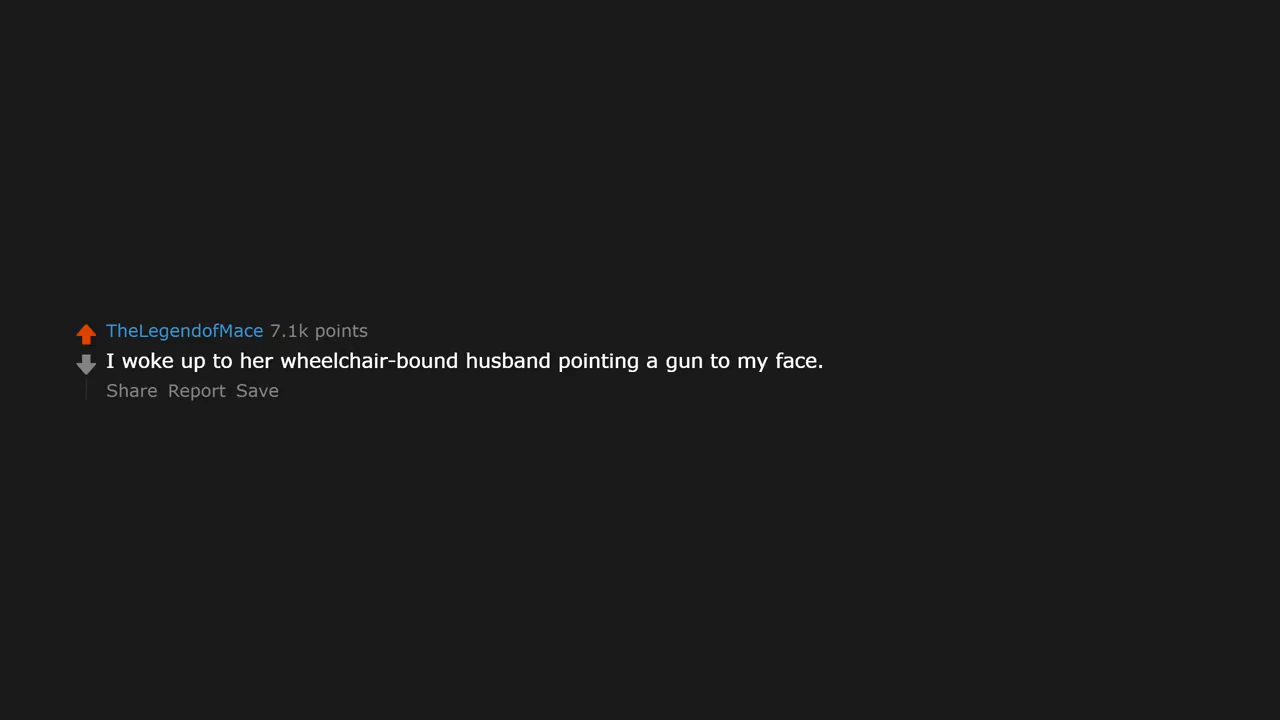 TheLegendofMace 7.1k points
I woke up to her wheelchair-bound husband pointing a gun to my face.
Share Report Save